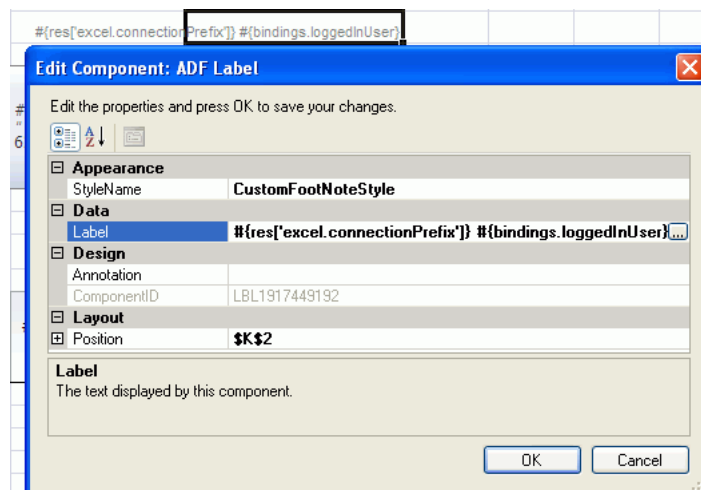 #{res['excel.connectionPrefix']} #{bindings.loggedInUser}
Edit Component: ADF Label
#
Edit the properties and press OK to save your changes.
6
A
Z
Appearance
StyleName CustomFootNoteStyle
Data
Label #{res['excel.connectionPrefix']} #{bindings.loggedInUser} ...
Design
Annotation
ComponentID LBL1917449192
Layout
Position $K$2
Label
The text displayed by this component.
OK Cancel